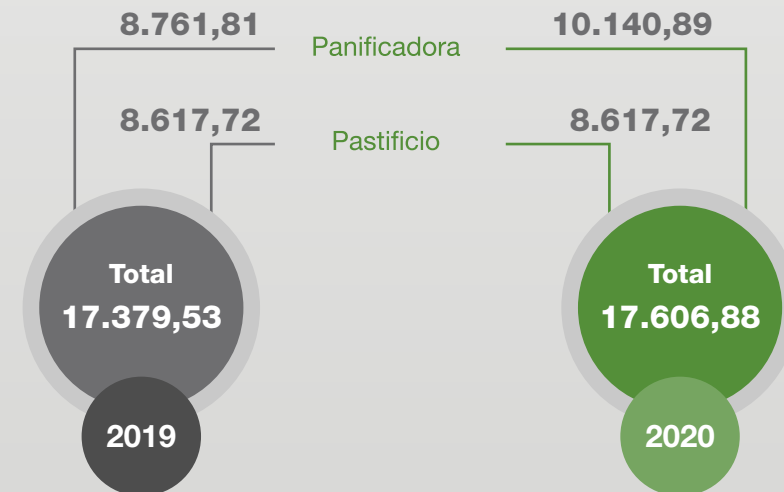 8.761,81
Panificadora
10.140,89
8.617,72
Pastificio
8.617,72
Total
17.379,53
2019
Total
17.606,88
2020